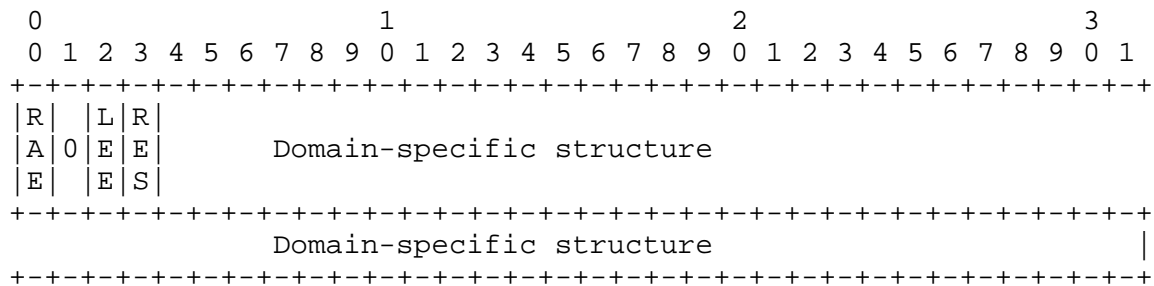 0                   1                   2                   3
 0 1 2 3 4 5 6 7 8 9 0 1 2 3 4 5 6 7 8 9 0 1 2 3 4 5 6 7 8 9 0 1
+-+-+-+-+-+-+-+-+-+-+-+-+-+-+-+-+-+-+-+-+-+-+-+-+-+-+-+-+-+-+-+-+
|R| |L|R|
|A|0|E|E|      Domain-specific structure
|E| |E|S|
+-+-+-+-+-+-+-+-+-+-+-+-+-+-+-+-+-+-+-+-+-+-+-+-+-+-+-+-+-+-+-+-+
               Domain-specific structure                        |
+-+-+-+-+-+-+-+-+-+-+-+-+-+-+-+-+-+-+-+-+-+-+-+-+-+-+-+-+-+-+-+-+